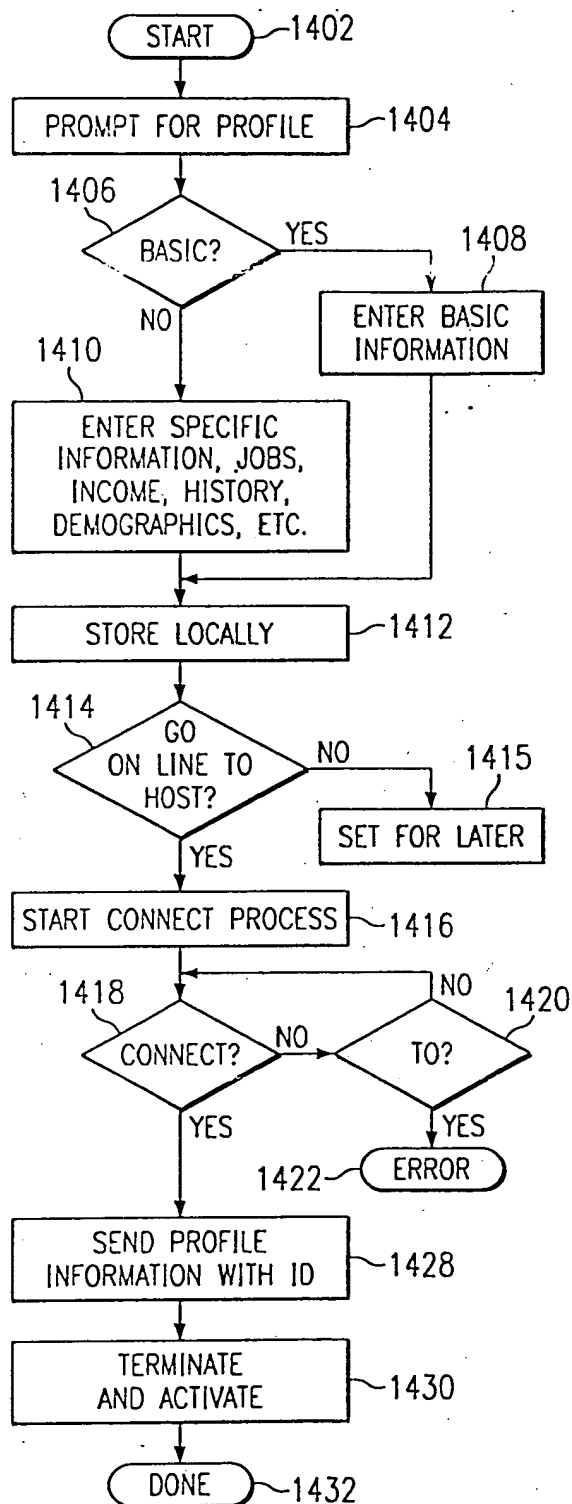 START
1402
PROMPT FOR PROFILE
1404
1406
BASIC?
YES
1408
NO
ENTER BASIC
INFORMATION
1410
ENTER SPECIFIC
INFORMATION, JOBS,
INCOME, HISTORY,
DEMOGRAPHICS, ETC.
STORE LOCALLY
1412
1414
GO
ON LINE TO
HOST?
NO
1415
SET FOR LATER
YES
START CONNECT PROCESS
1416
1418
NO
1420
CONNECT?
NO
TO?
YES
YES
1422
ERROR
SEND PROFILE
INFORMATION WITH ID
1428
TERMINATE
AND ACTIVATE
1430
DONE
1432